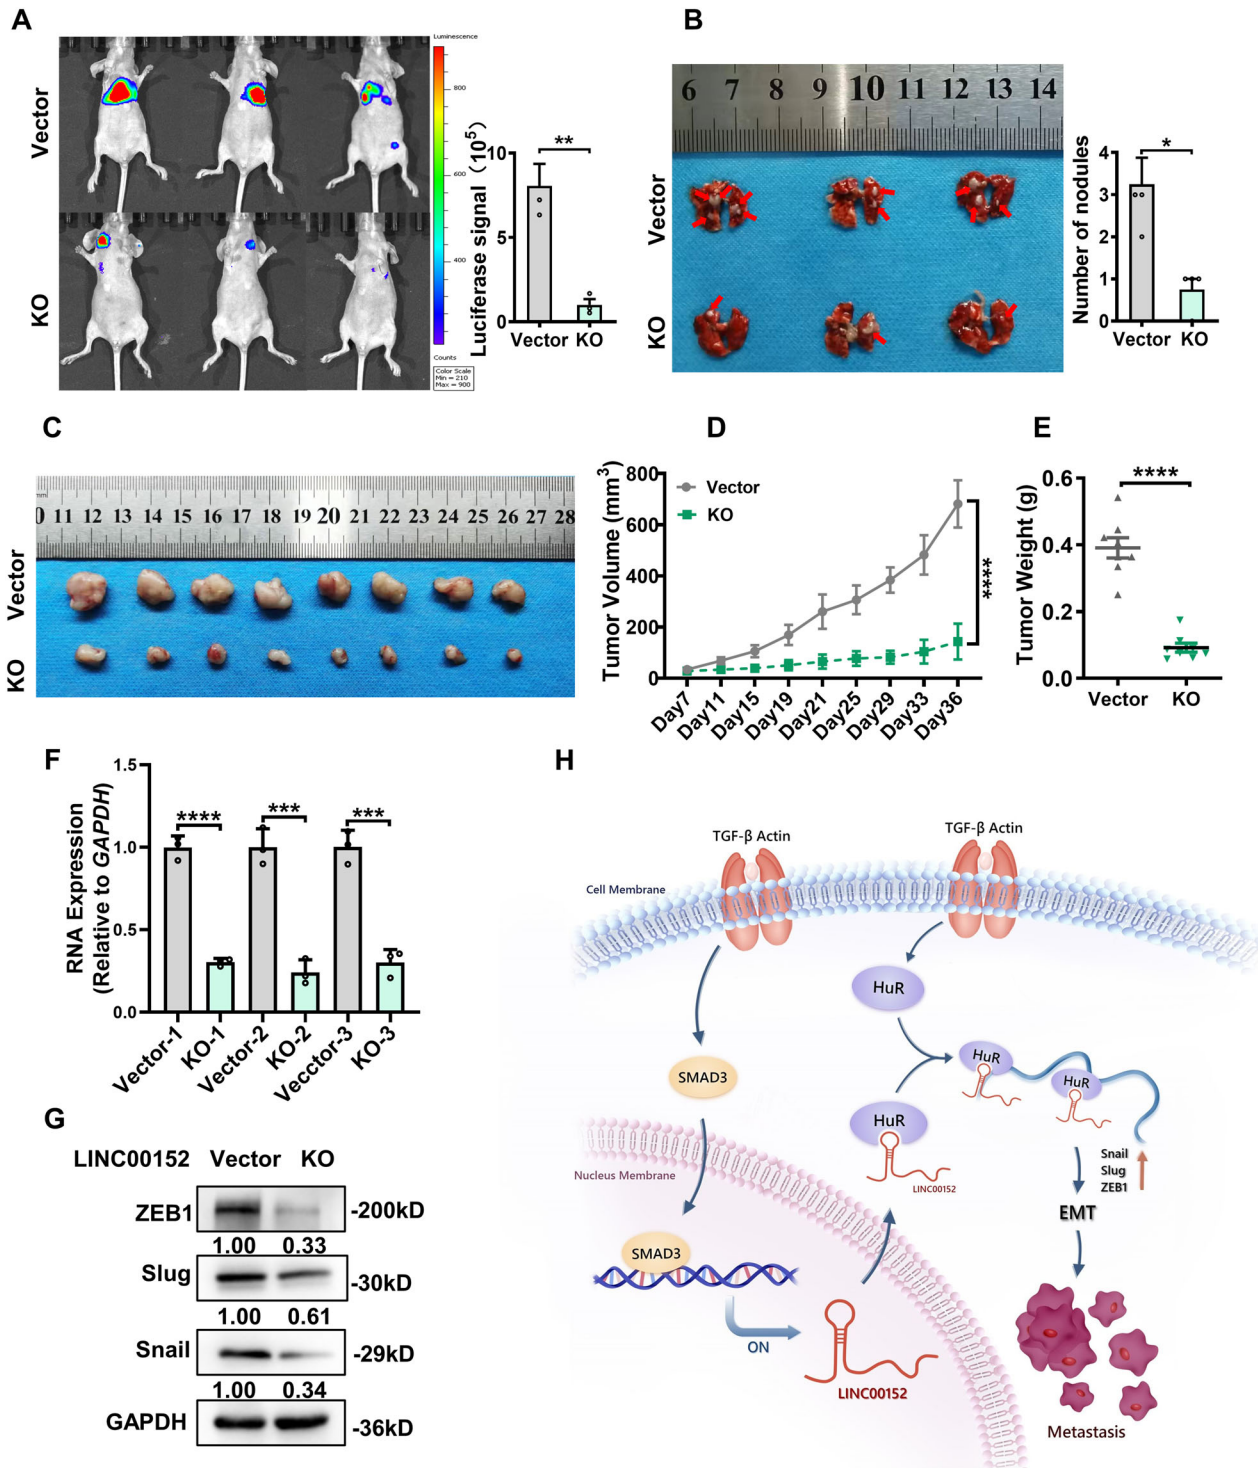 A
Luminescence
800
600
400
Counts
Color Scale
Min = 210
Max = 900
Vector
KO
Luciferase signal (10⁵)
10
5
0
**
Vector KO
B
6 7 8 9 10 11 12 13 14
Vector
KO
Number of nodules
4
3
2
1
0
*
Vector KO
C
0 11 12 13 14 15 16 17 18 19 20 21 22 23 24 25 26 27 28
Vector
KO
D
Tumor Volume (mm³)
800
600
400
200
0
Vector
KO
****
Day7 Day11 Day15 Day19 Day21 Day25 Day29 Day33 Day36
E
Tumor Weight (g)
0.6
0.4
0.2
0.0
****
Vector KO
F
RNA Expression
(Relative to GAPDH)
1.5
1.0
0.5
0.0
**** *** ***
Vector-1 KO-1 Vector-2 KO-2 Vecctor-3 KO-3
G
LINC00152 Vector KO
ZEB1 -200kD
1.00 0.33
Slug -30kD
1.00 0.61
Snail -29kD
1.00 0.34
GAPDH -36kD
H
TGF-β Actin
TGF-β Actin
Cell Membrane
HuR
SMAD3
HuR
HuR
HuR
LINC00152
Snail
Slug
ZEB1
Nucleus Membrane
EMT
SMAD3
ON
LINC00152
Metastasis